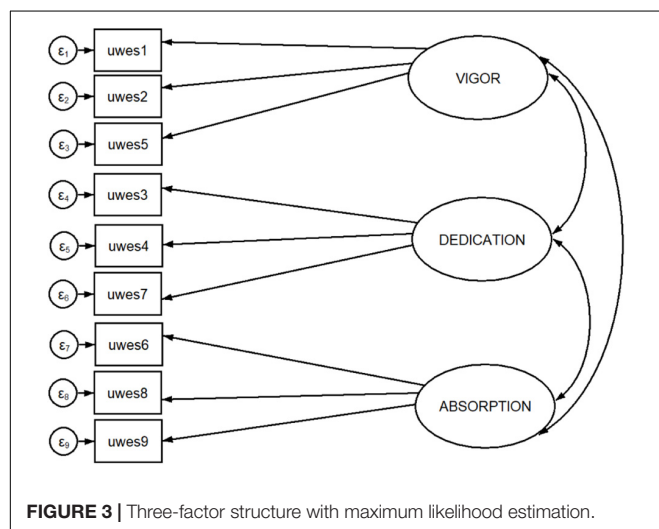 ε1 uwes1
VIGOR
ε2 uwes2
ε3 uwes5
ε4 uwes3
DEDICATION
ε5 uwes4
ε6 uwes7
ε7 uwes6
ε8 uwes8
ABSORPTION
ε9 uwes9
FIGURE 3 | Three-factor structure with maximum likelihood estimation.